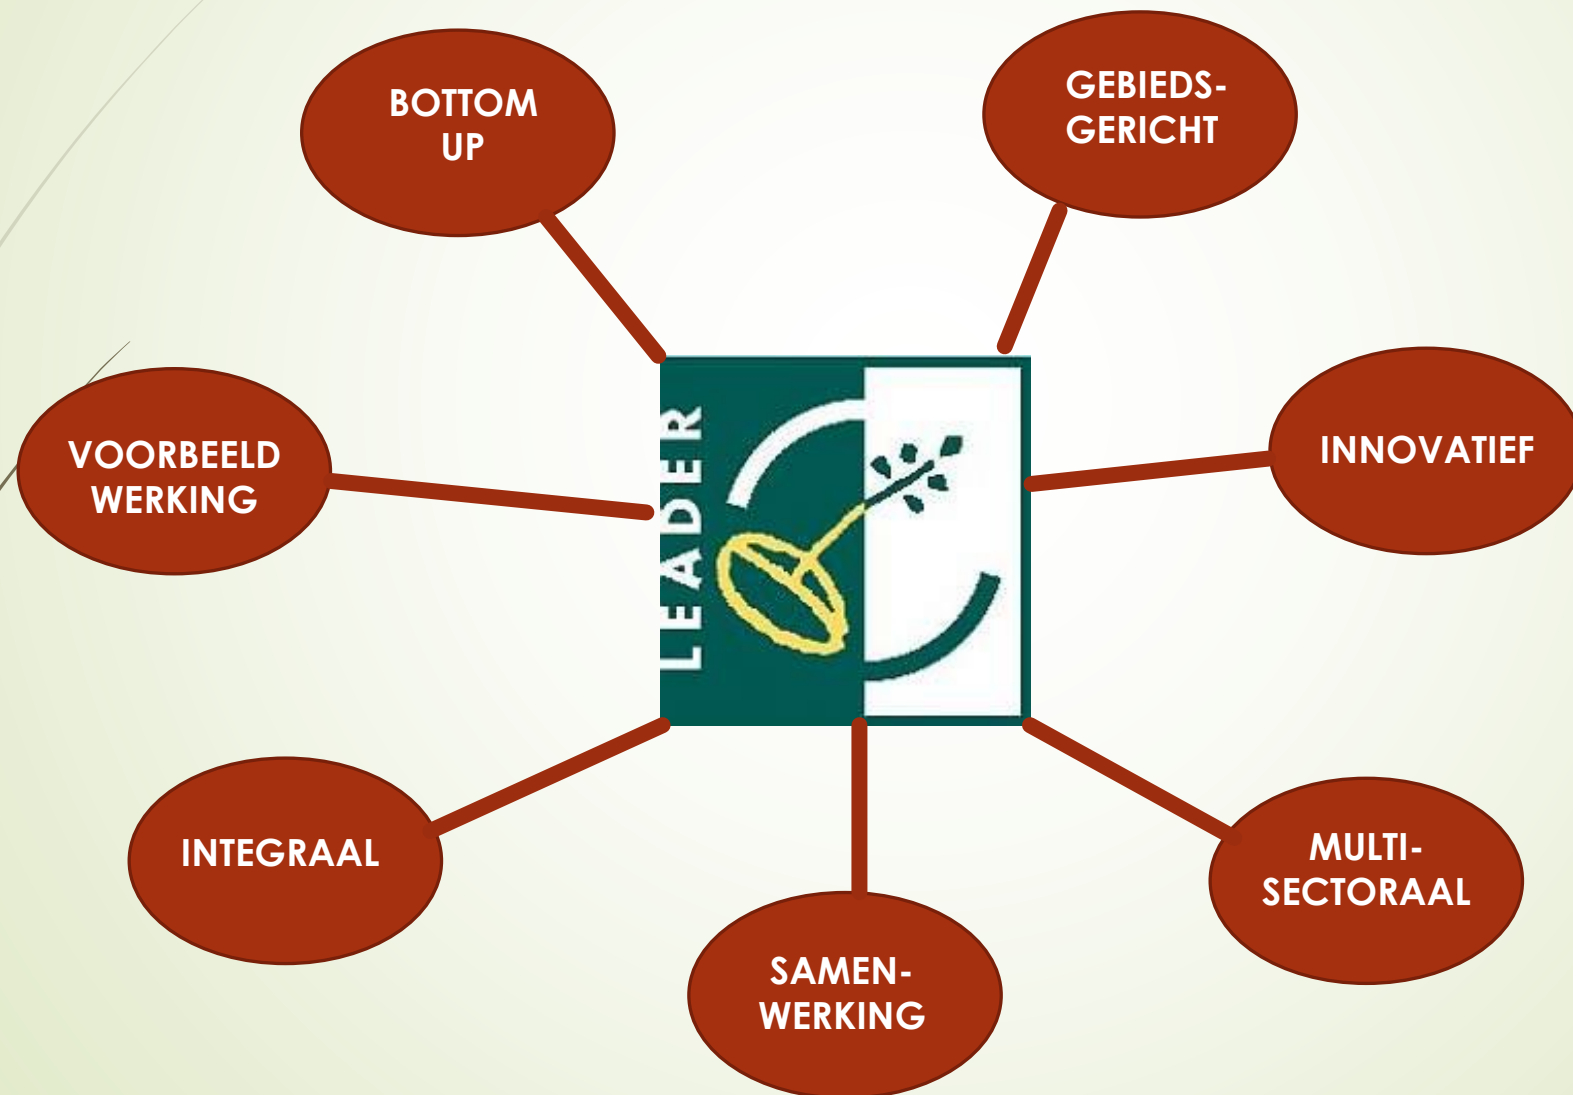 BOTTOM
UP
GEBIEDS-
GERICHT
VOORBEELD
WERKING
LEADER
INNOVATIEF
INTEGRAAL
MULTI-
SECTORAAL
SAMEN-
WERKING